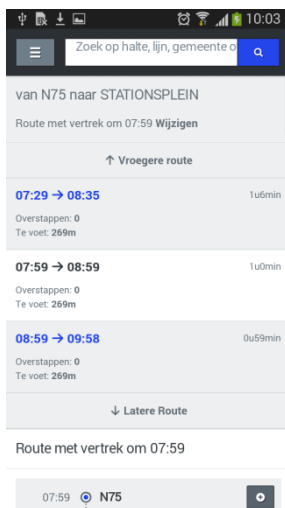 10:03
Zoek op halte, lijn, gemeente o
van N75 naar STATIONSPLEIN
Route met vertrek om 07:59 Wijzigen
↑ Vroegere route
07:29 → 08:35 1u6min
Overstappen: 0
Te voet: 269m
07:59 → 08:59 1u0min
Overstappen: 0
Te voet: 269m
08:59 → 09:58 0u59min
Overstappen: 0
Te voet: 269m
↓ Latere Route
Route met vertrek om 07:59
07:59 N75